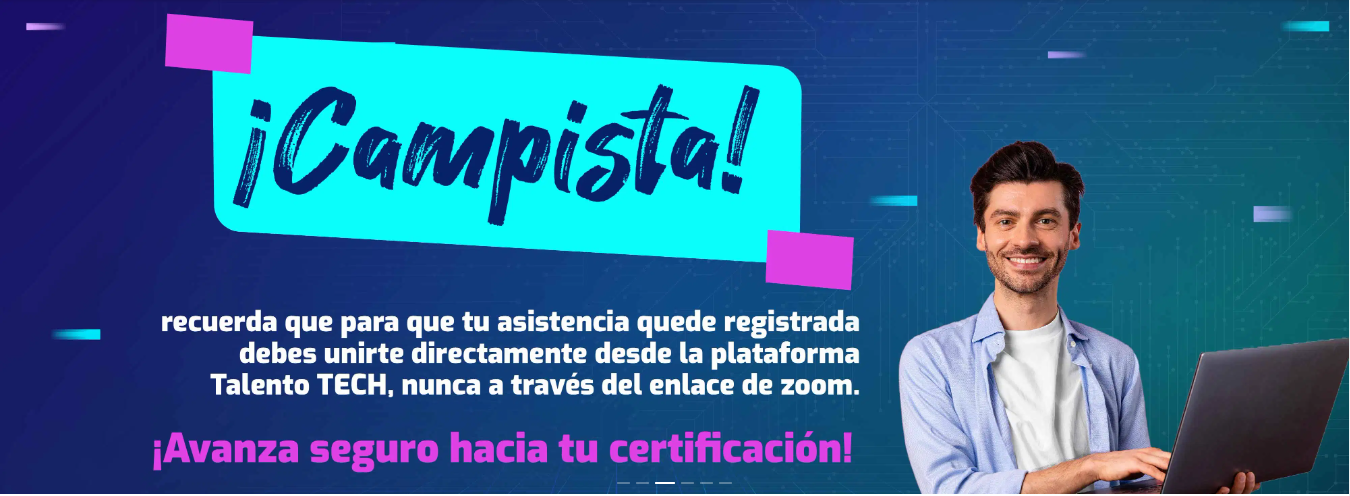 ¡Campista!
recuerda que para que tu asistencia quede registrada
debes unirte directamente desde la plataforma
Talento TECH, nunca a través del enlace de zoom.
¡Avanza seguro hacia tu certificación!